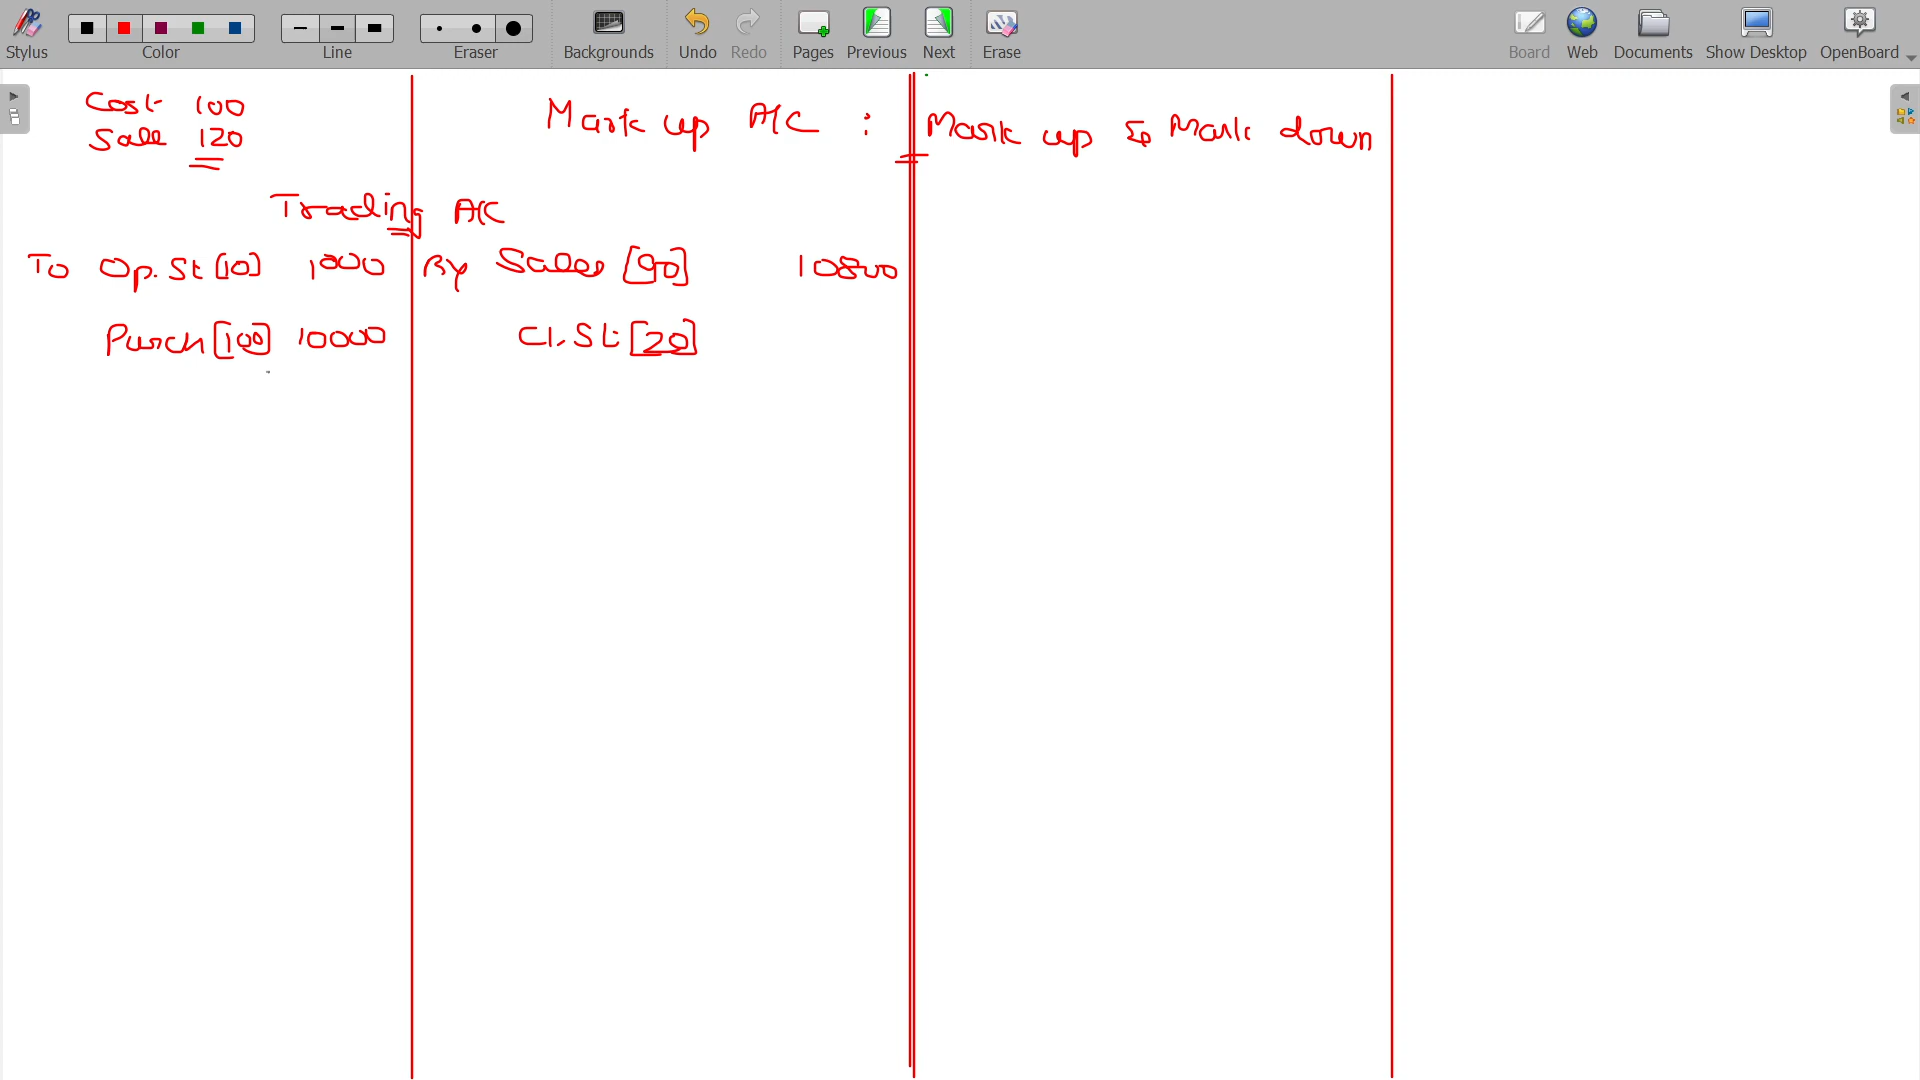 Stylus Color Line Eraser Backgrounds Undo Redo Pages Previous Next Erase Board Web Documents Show Desktop OpenBoard
Cost 100
Sale 120
Mark up A/C : Mark up & Mark down
Trading A/C
To Op. St [10] 1000 By Sales [90] 10800
Purch [100] 10000 Cl. St [20]